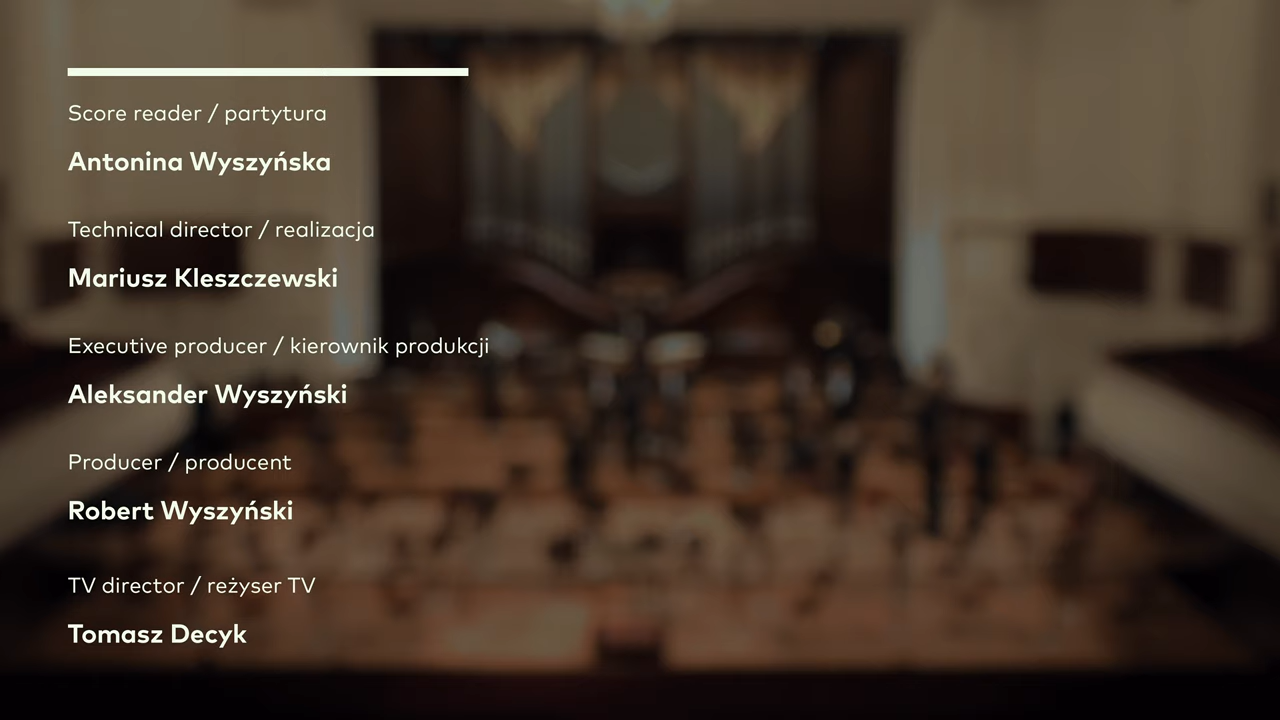 Score reader / partytura
Antonina Wyszyńska
Technical director / realizacja
Mariusz Kleszczewski
Executive producer / kierownik produkcji
Aleksander Wyszyński
Producer / producent
Robert Wyszyński
TV director / reżyser TV
Tomasz Decyk